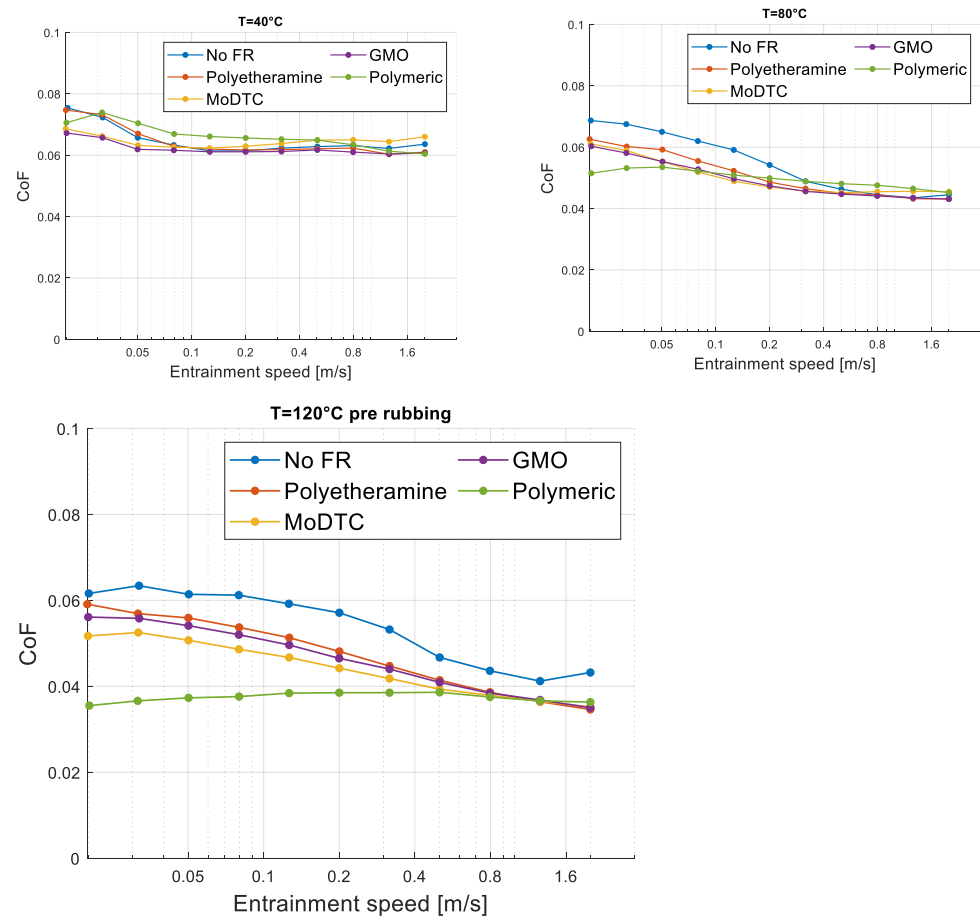 T=40°C
0.1
0.08
0.06
0.04
0.02
0
CoF
No FR
GMO
Polyetheramine
Polymeric
MoDTC
0.05 0.1 0.2 0.4 0.8 1.6
Entrainment speed [m/s]
T=80°C
0.1
0.08
0.06
0.04
0.02
0
CoF
No FR
GMO
Polyetheramine
Polymeric
MoDTC
0.05 0.1 0.2 0.4 0.8 1.6
Entrainment speed [m/s]
T=120°C pre rubbing
0.1
0.08
0.06
0.04
0.02
0
CoF
No FR
GMO
Polyetheramine
Polymeric
MoDTC
0.05 0.1 0.2 0.4 0.8 1.6
Entrainment speed [m/s]